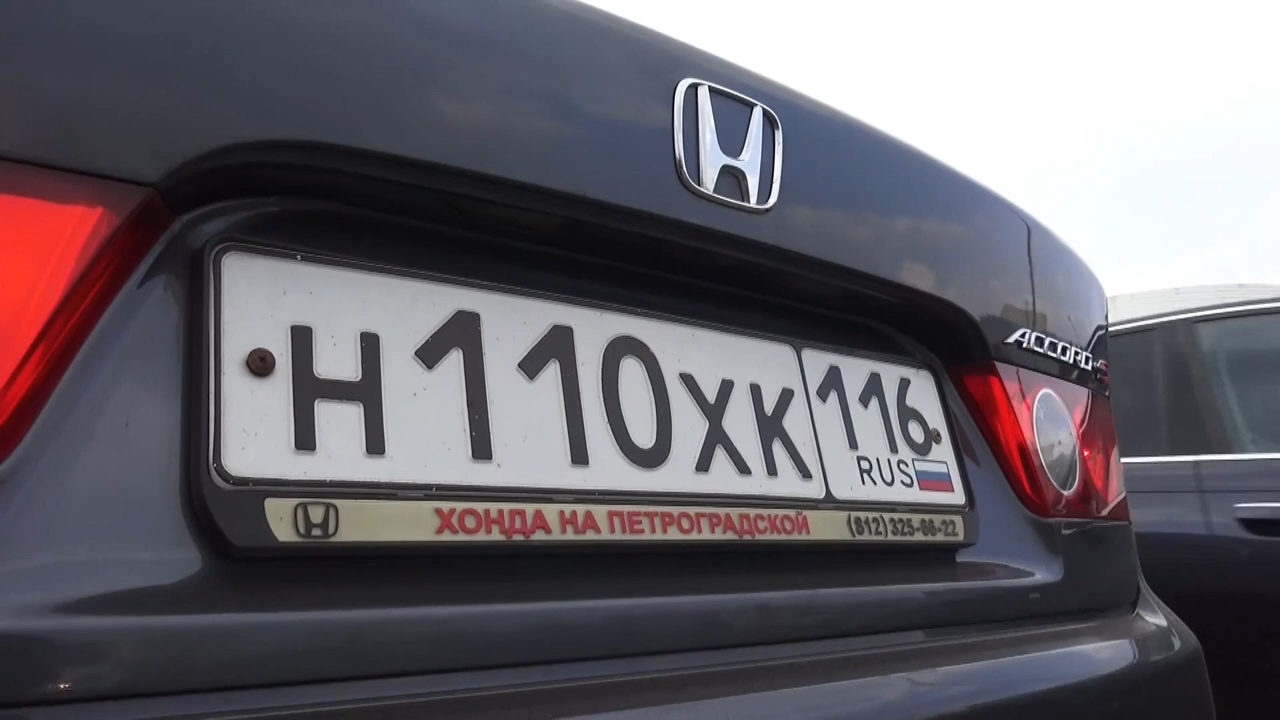 ACCORD
Н110ХК 116
RUS
ХОНДА НА ПЕТРОГРАДСКОЙ (812) 325-66-22